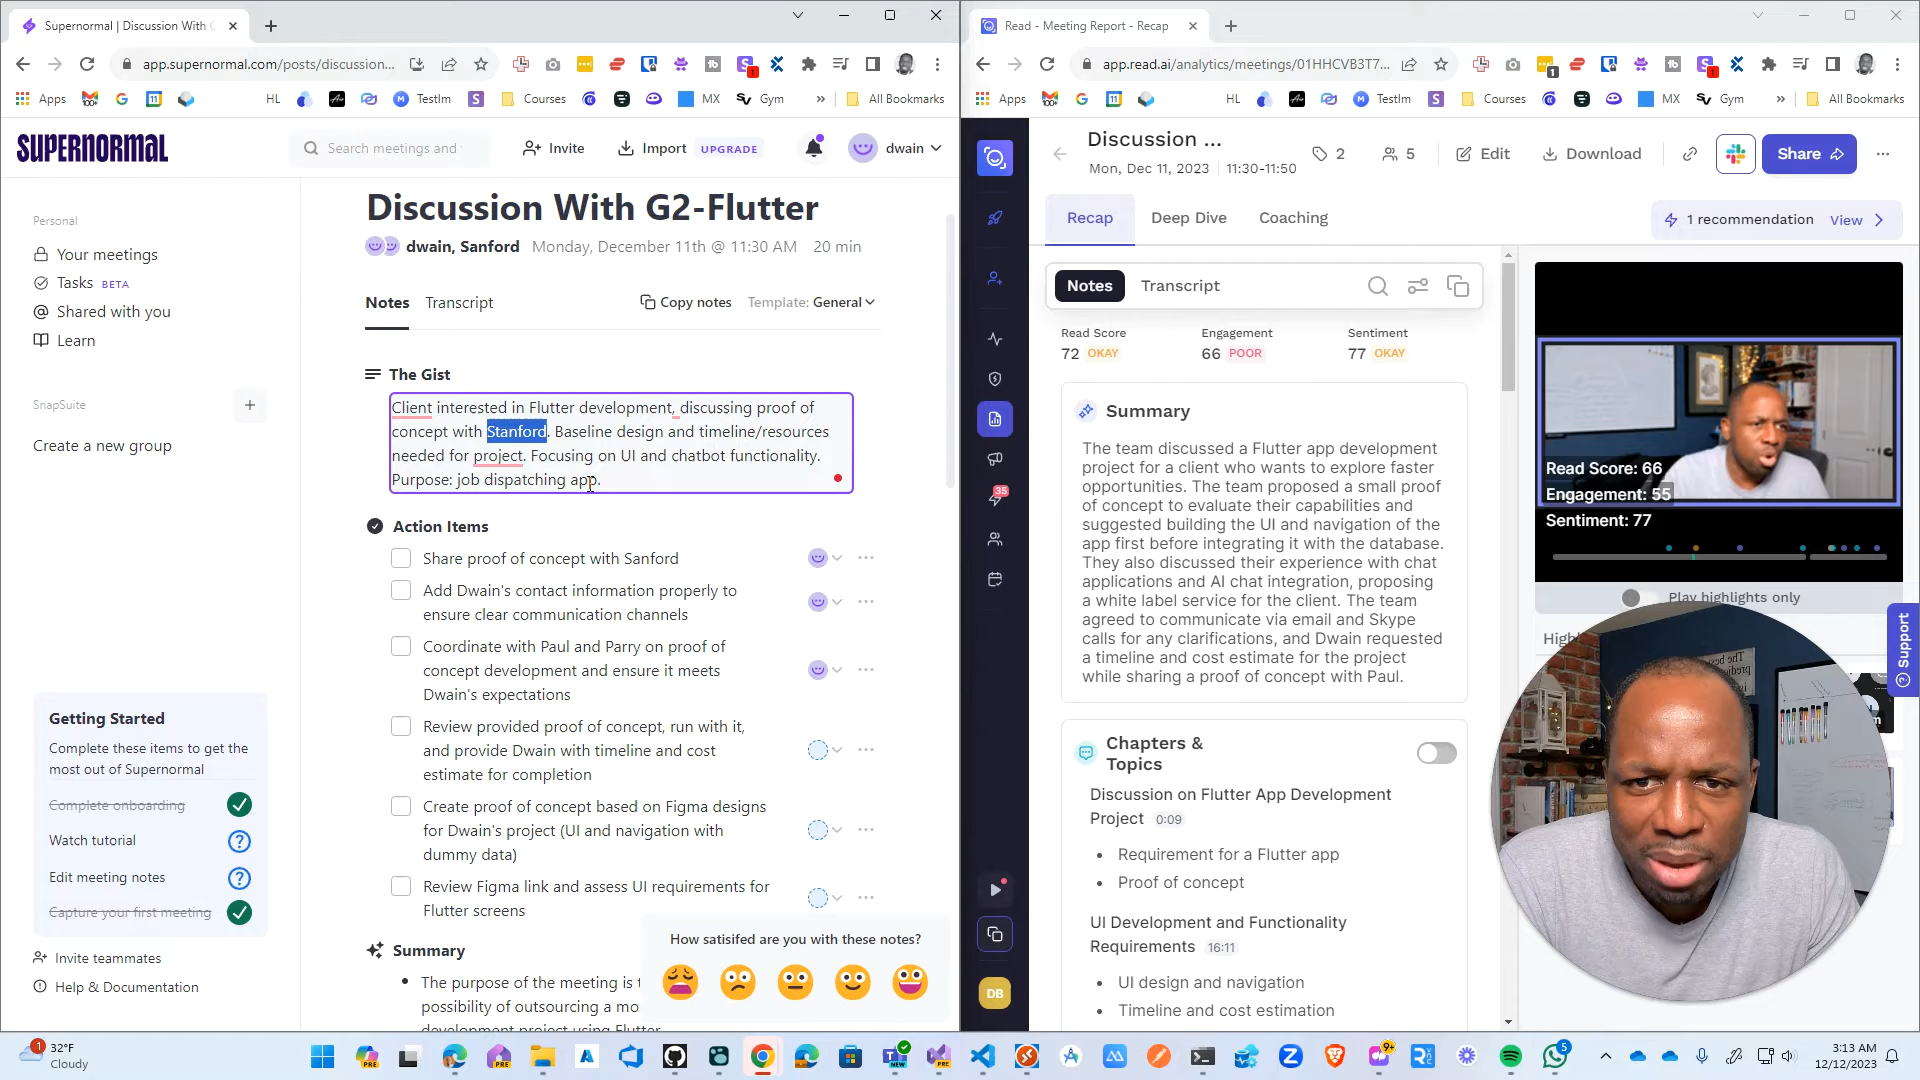 Supernormal | Discussion With G
app.supernormal.com/posts/discussion...
Apps
HL
TestIm
Courses
MX
Gym
»
All Bookmarks
SUPERNORMAL
Search meetings and
Invite
Import
UPGRADE
dwain
Personal
Your meetings
Tasks BETA
Shared with you
Learn
SnapSuite
Create a new group
Getting Started
Complete these items to get the
most out of Supernormal
Complete onboarding
Watch tutorial
Edit meeting notes
Capture your first meeting
Invite teammates
Help & Documentation
Discussion With G2-Flutter
dwain, Sanford Monday, December 11th @ 11:30 AM 20 min
Notes
Transcript
Copy notes
Template: General
The Gist
Client interested in Flutter development, discussing proof of
concept with Stanford. Baseline design and timeline/resources
needed for project. Focusing on UI and chatbot functionality.
Purpose: job dispatching app.
Action Items
Share proof of concept with Sanford
Add Dwain's contact information properly to
ensure clear communication channels
Coordinate with Paul and Parry on proof of
concept development and ensure it meets
Dwain's expectations
Review provided proof of concept, run with it,
and provide Dwain with timeline and cost
estimate for completion
Create proof of concept based on Figma designs
for Dwain's project (UI and navigation with
dummy data)
Review Figma link and assess UI requirements for
Flutter screens
Summary
The purpose of the meeting is t
possibility of outsourcing a mo
development project using Flutter
How satisifed are you with these notes?
Read - Meeting Report - Recap
app.read.ai/analytics/meetings/01HHCVB3T7...
Apps
HL
TestIm
Courses
MX
Gym
»
All Bookmarks
Discussion ...
Mon, Dec 11, 2023 | 11:30-11:50
2
5
Edit
Download
Share
Recap
Deep Dive
Coaching
1 recommendation View
Notes
Transcript
Read Score
Engagement
Sentiment
72 OKAY
66 POOR
77 OKAY
Summary
The team discussed a Flutter app development
project for a client who wants to explore faster
opportunities. The team proposed a small proof
of concept to evaluate their capabilities and
suggested building the UI and navigation of the
app first before integrating it with the database.
They also discussed their experience with chat
applications and AI chat integration, proposing
a white label service for the client. The team
agreed to communicate via email and Skype
calls for any clarifications, and Dwain requested
a timeline and cost estimate for the project
while sharing a proof of concept with Paul.
Chapters &
Topics
Discussion on Flutter App Development
Project 0:09
Requirement for a Flutter app
Proof of concept
UI Development and Functionality
Requirements 16:11
UI design and navigation
Timeline and cost estimation
35
DB
Read Score: 66
Engagement: 55
Sentiment: 77
Play highlights only
Support
1
32°F
Cloudy
3:13 AM
12/12/2023